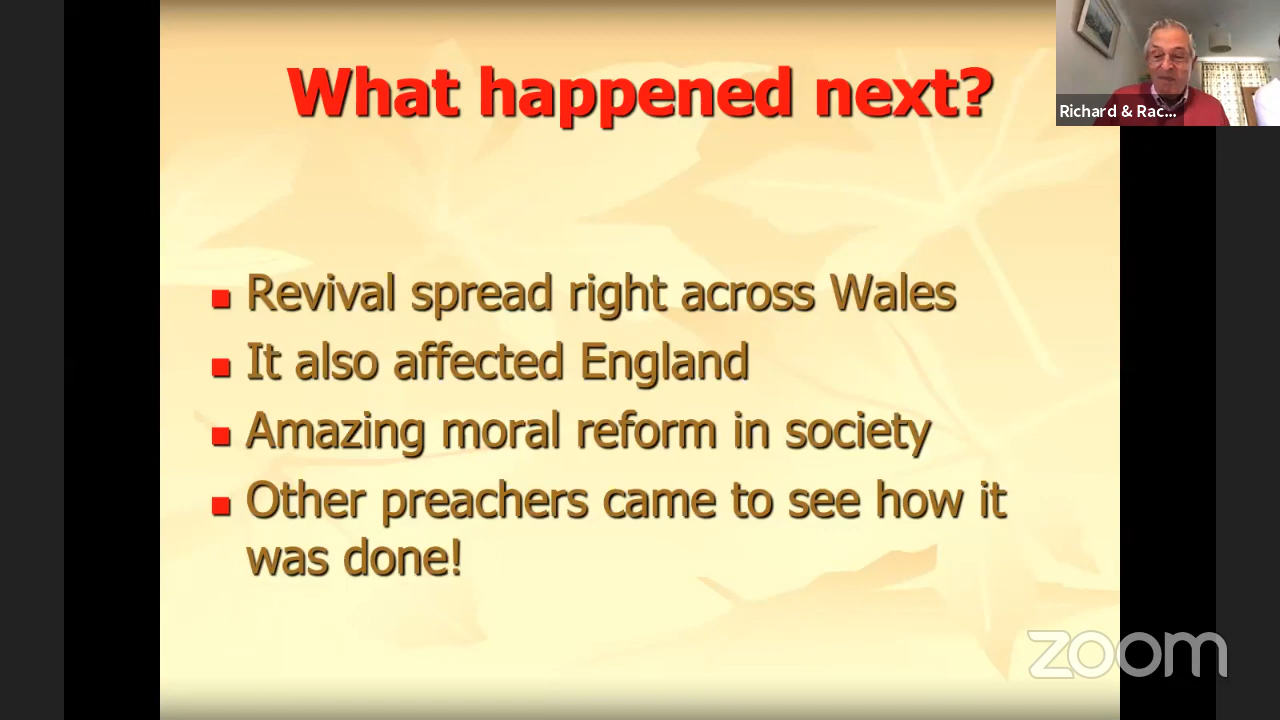 What happened next?
Richard & Rac...
Revival spread right across Wales
It also affected England
Amazing moral reform in society
Other preachers came to see how it
was done!
zoom